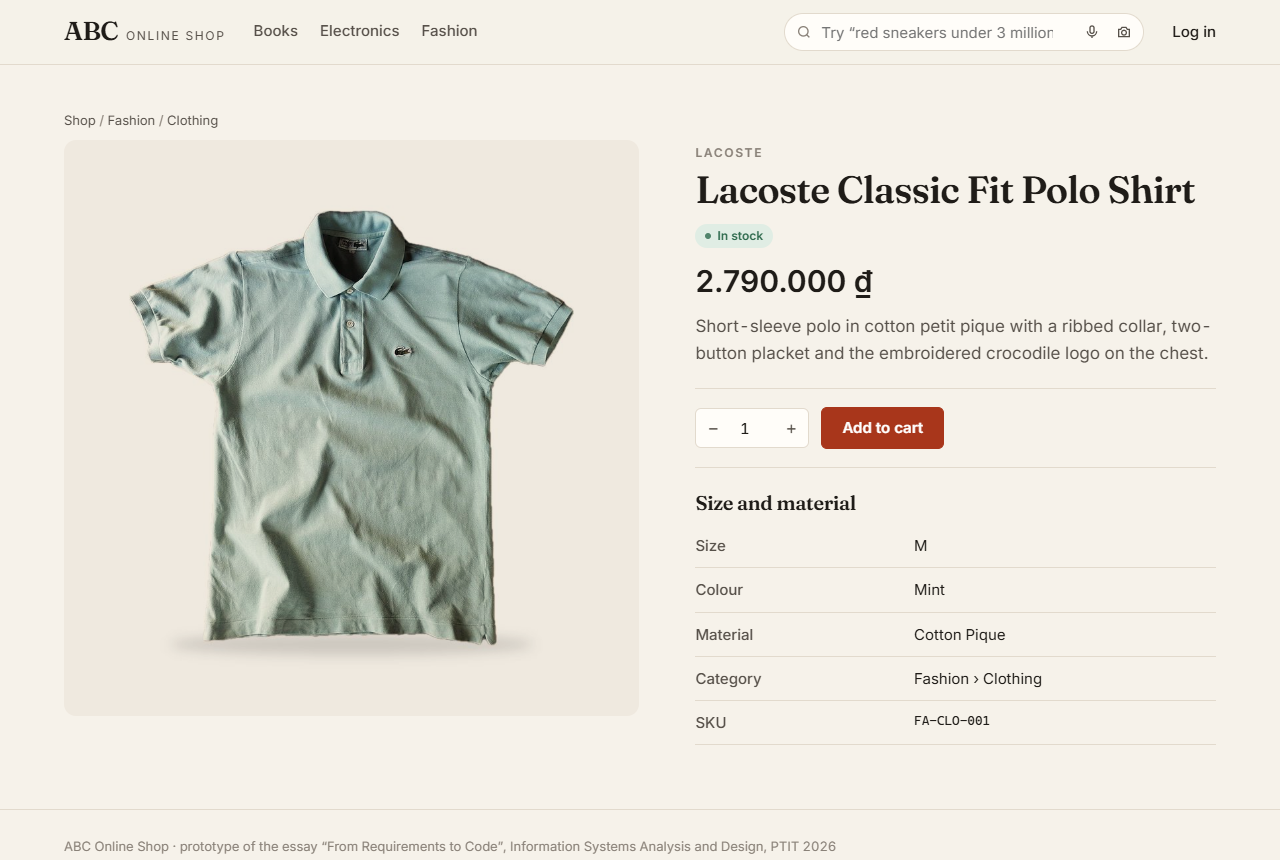 ABC ONLINE SHOP
Books
Electronics
Fashion
Try “red sneakers under 3 million
Log in
Shop / Fashion / Clothing
LACOSTE
Lacoste Classic Fit Polo Shirt
In stock
2.790.000 ₫
Short-sleeve polo in cotton petit pique with a ribbed collar, two-
button placket and the embroidered crocodile logo on the chest.
− 1 +
Add to cart
Size and material
Size M
Colour Mint
Material Cotton Pique
Category Fashion › Clothing
SKU FA-CLO-001
ABC Online Shop · prototype of the essay “From Requirements to Code”, Information Systems Analysis and Design, PTIT 2026